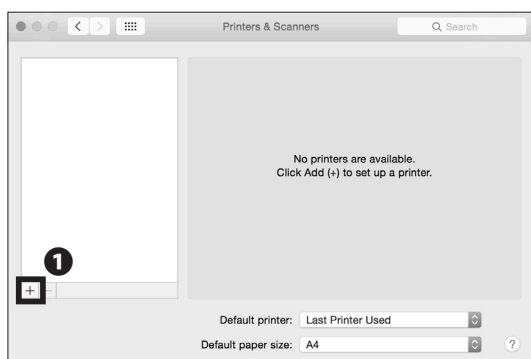 Printers & Scanners
Search
No printers are available.
Click Add (+) to set up a printer.
1
+ −
Default printer: Last Printer Used
Default paper size: A4
?